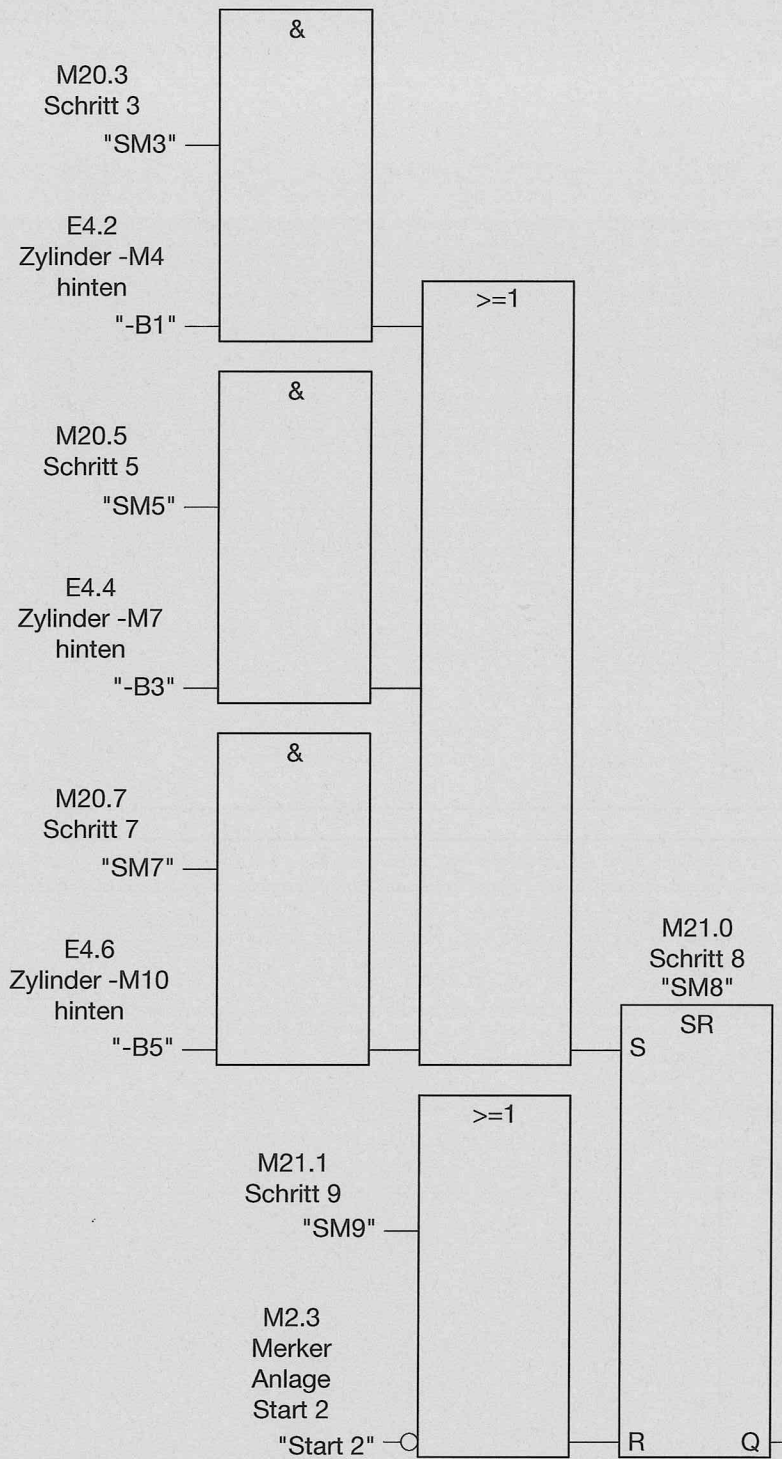 &
M20.3
Schritt 3
"SM3"
E4.2
Zylinder -M4
hinten
"-B1"
>=1
&
M20.5
Schritt 5
"SM5"
E4.4
Zylinder -M7
hinten
"-B3"
&
M20.7
Schritt 7
"SM7"
E4.6
Zylinder -M10
hinten
"-B5"
M21.0
Schritt 8
"SM8"
SR
S
>=1
M21.1
Schritt 9
"SM9"
M2.3
Merker
Anlage
Start 2
"Start 2"
R Q